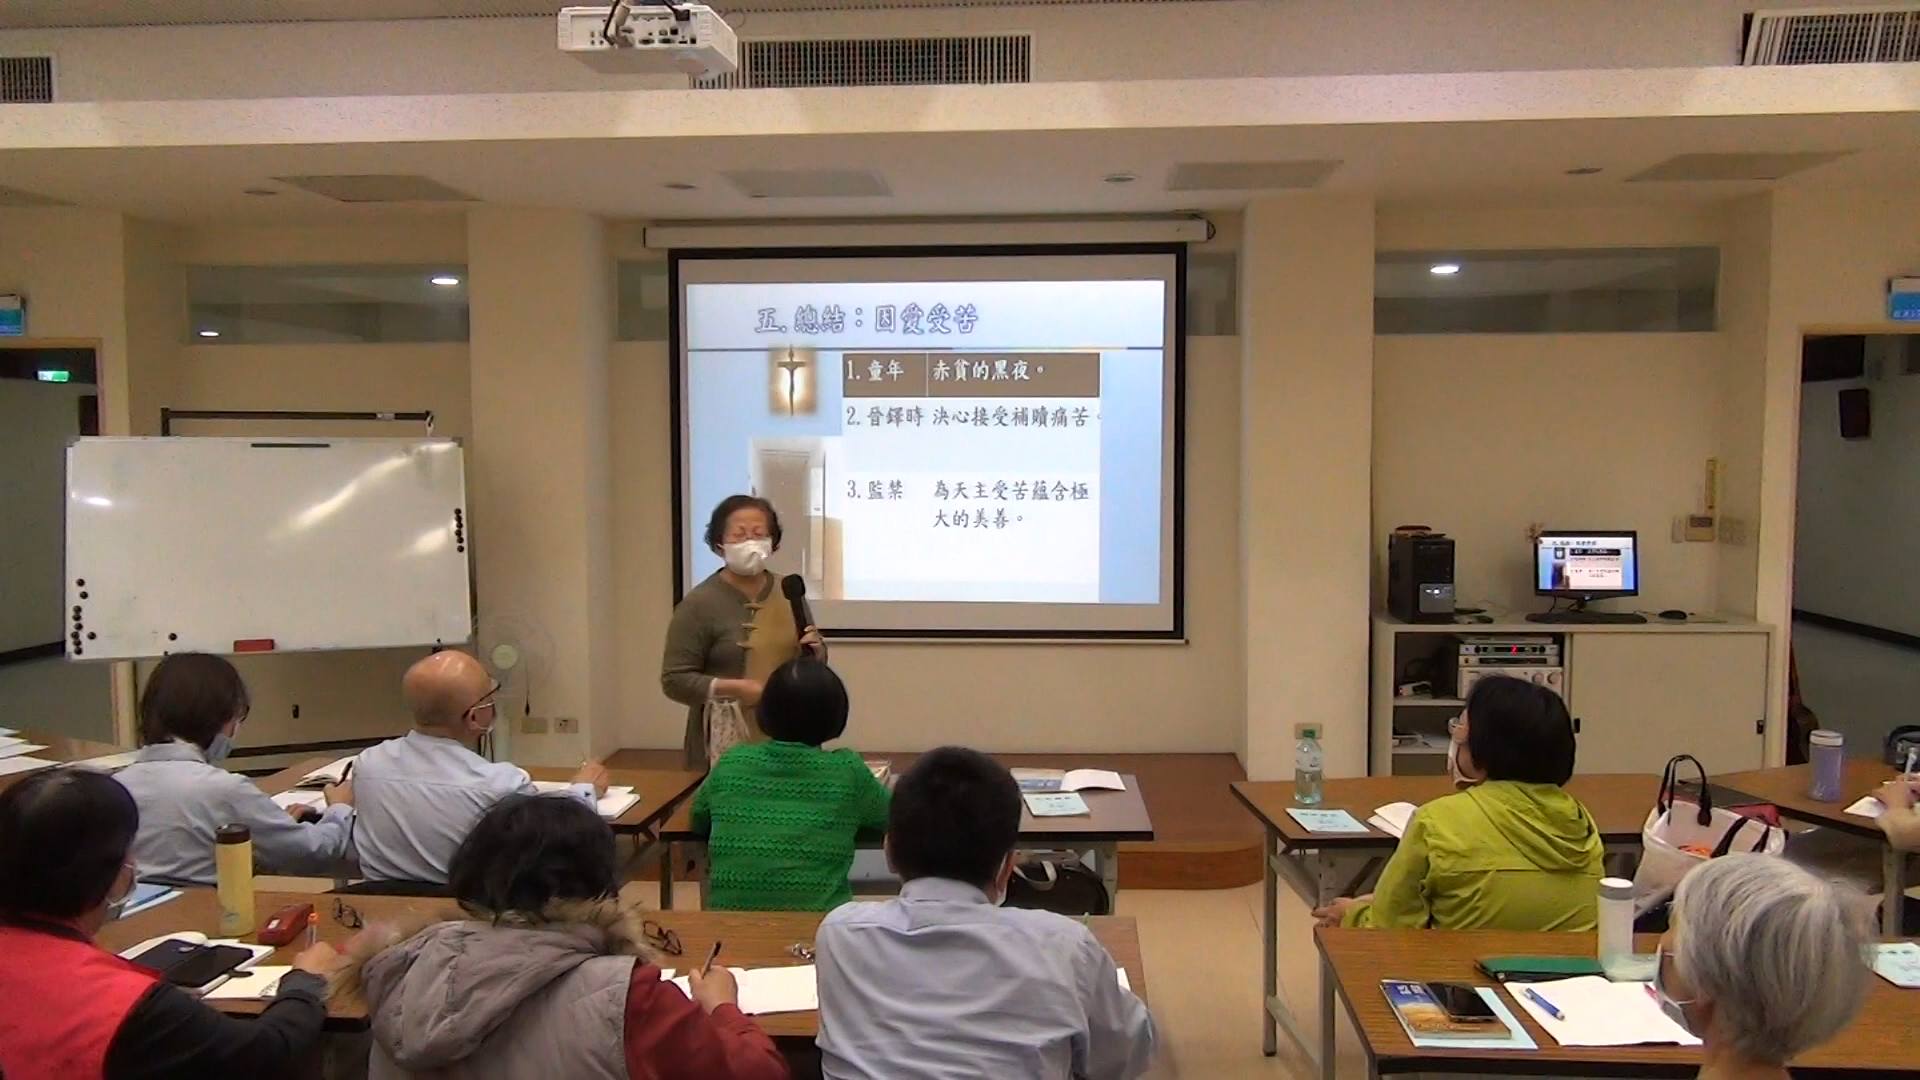 五.總結：因愛受苦
1.童年 赤貧的黑夜。
2.晉鐸時 決心接受補贖痛苦。
3.監禁 為天主受苦蘊含極
大的美善。